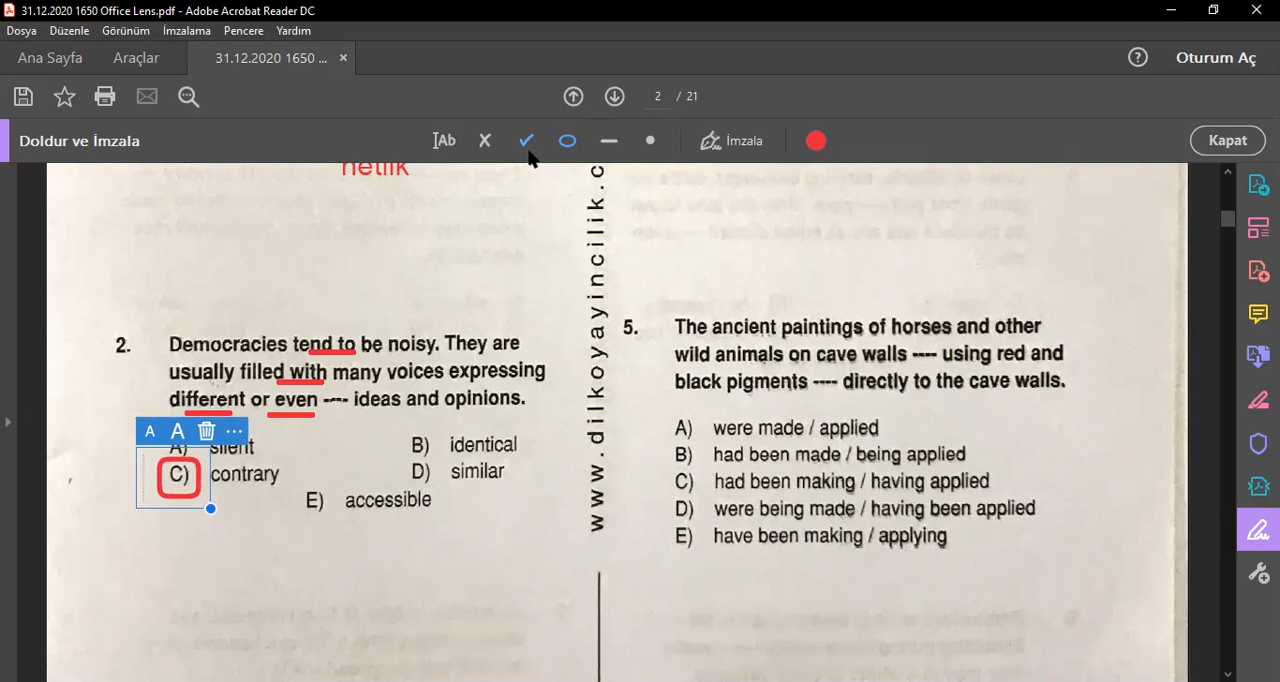 31.12.2020 1650 Office Lens.pdf - Adobe Acrobat Reader DC
Dosya Düzenle Görünüm İmzalama Pencere Yardım
Ana Sayfa Araçlar 31.12.2020 1650 ... × ? Oturum Aç
2 / 21
Doldur ve İmzala Ab İmzala Kapat
netlik
2. Democracies tend to be noisy. They are
usually filled with many voices expressing
different or even ---- ideas and opinions.
A A ...
A) silent B) identical
C) contrary D) similar
E) accessible
www.dilkoyayincilik.c
5. The ancient paintings of horses and other
wild animals on cave walls ---- using red and
black pigments ---- directly to the cave walls.
A) were made / applied
B) had been made / being applied
C) had been making / having applied
D) were being made / having been applied
E) have been making / applying